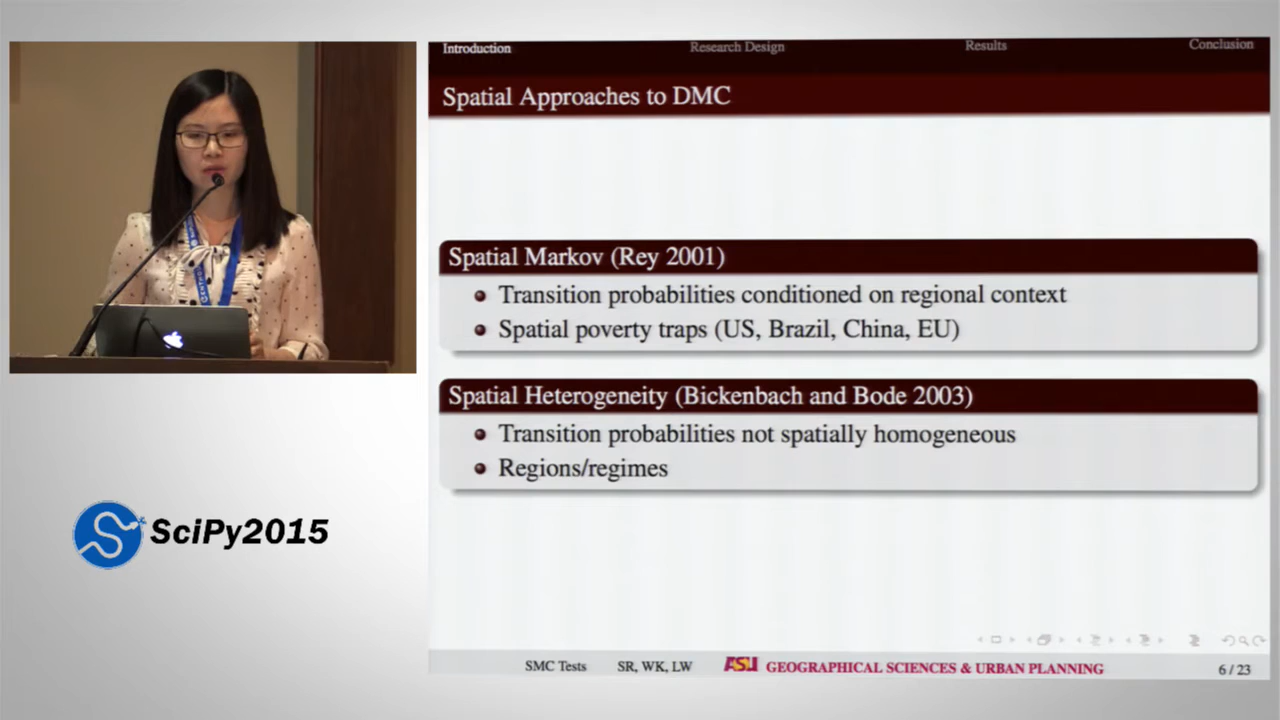 Introduction Research Design Results Conclusion
Spatial Approaches to DMC
Spatial Markov (Rey 2001)
Transition probabilities conditioned on regional context
Spatial poverty traps (US, Brazil, China, EU)
Spatial Heterogeneity (Bickenbach and Bode 2003)
Transition probabilities not spatially homogeneous
Regions/regimes
SciPy2015
SMC Tests SR, WK, LW ASU GEOGRAPHICAL SCIENCES & URBAN PLANNING 6 / 23